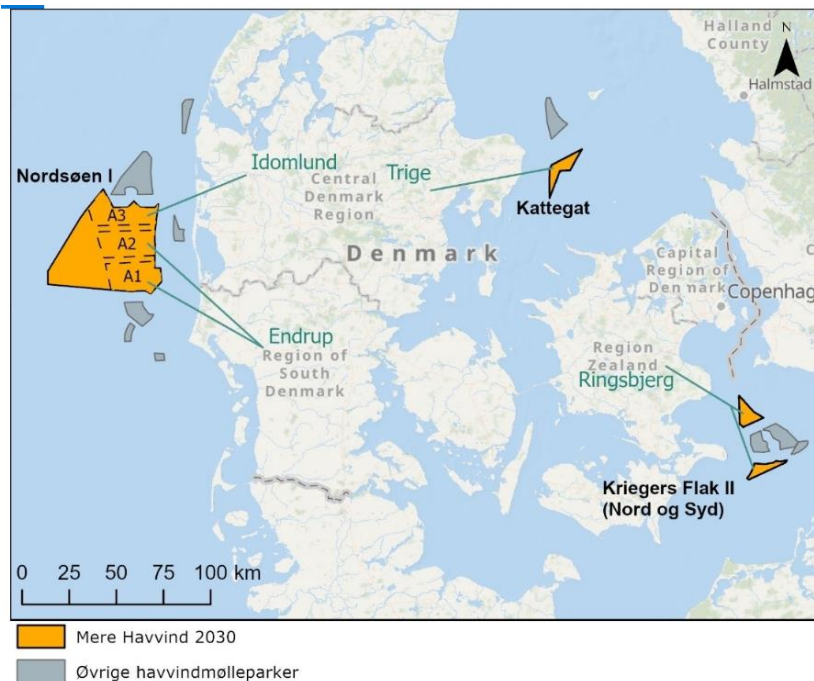 Halland
County
N
Halmstad
Nordsøen I
Idomlund
Trige
Central
Denmark
Region
Kattegat
A3
A2
A1
Denmark
Capital
Region of
Denmark
Copenhag
Endrup
Region of
South
Denmark
Region
Zealand
Ringsbjerg
Kriegers Flak II
(Nord og Syd)
0 25 50 75 100 km
Mere Havvind 2030
Øvrige havvindmølleparker